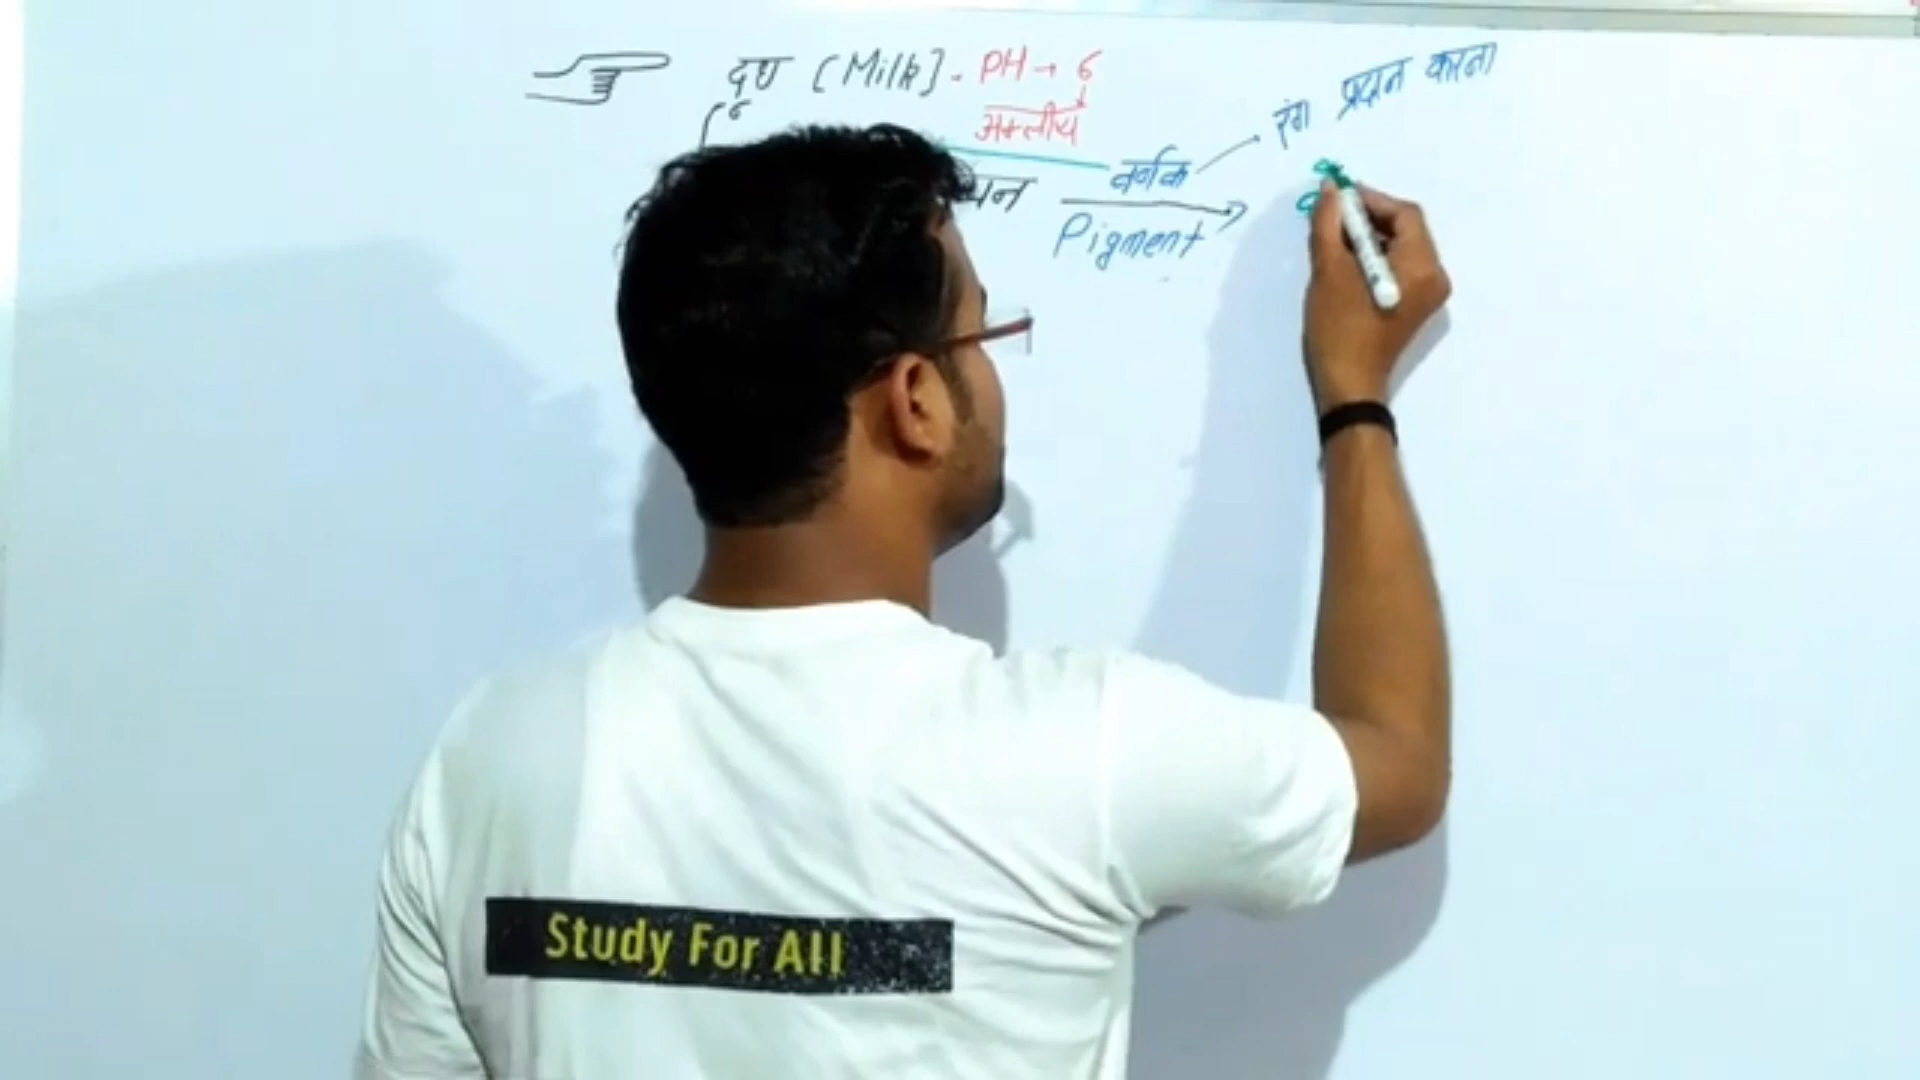 दूध (Milk) - PH → 6
अम्लीय
रंग प्रदान करना
वर्णक
Pigment
Study For All